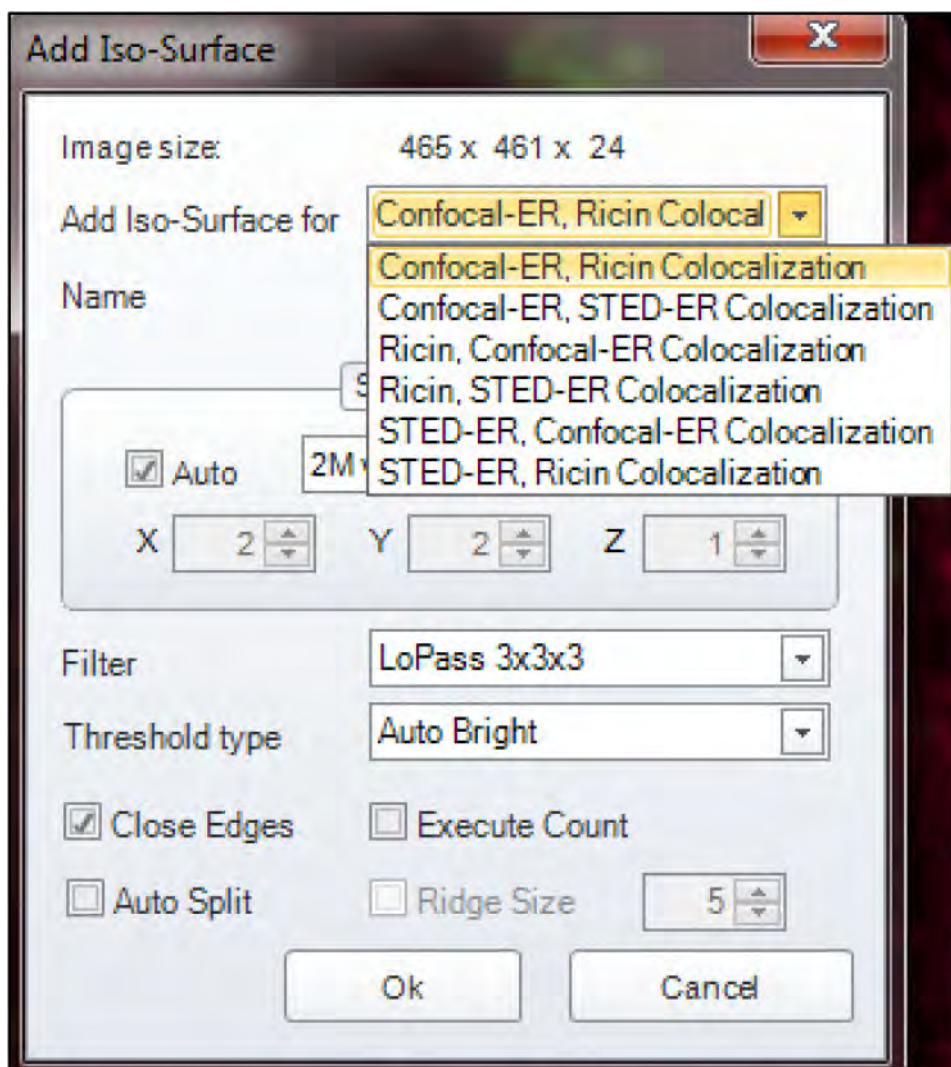 Add Iso-Surface
Image size: 465 x 461 x 24
Add Iso-Surface for Confocal-ER, Ricin Colocal
Confocal-ER, Ricin Colocalization
Name
Confocal-ER, STED-ER Colocalization
Ricin, Confocal-ER Colocalization
Ricin, STED-ER Colocalization
STED-ER, Confocal-ER Colocalization
STED-ER, Ricin Colocalization
Auto 2M
X 2 Y 2 Z 1
Filter LoPass 3x3x3
Threshold type Auto Bright
Close Edges Execute Count
Auto Split Ridge Size 5
Ok Cancel